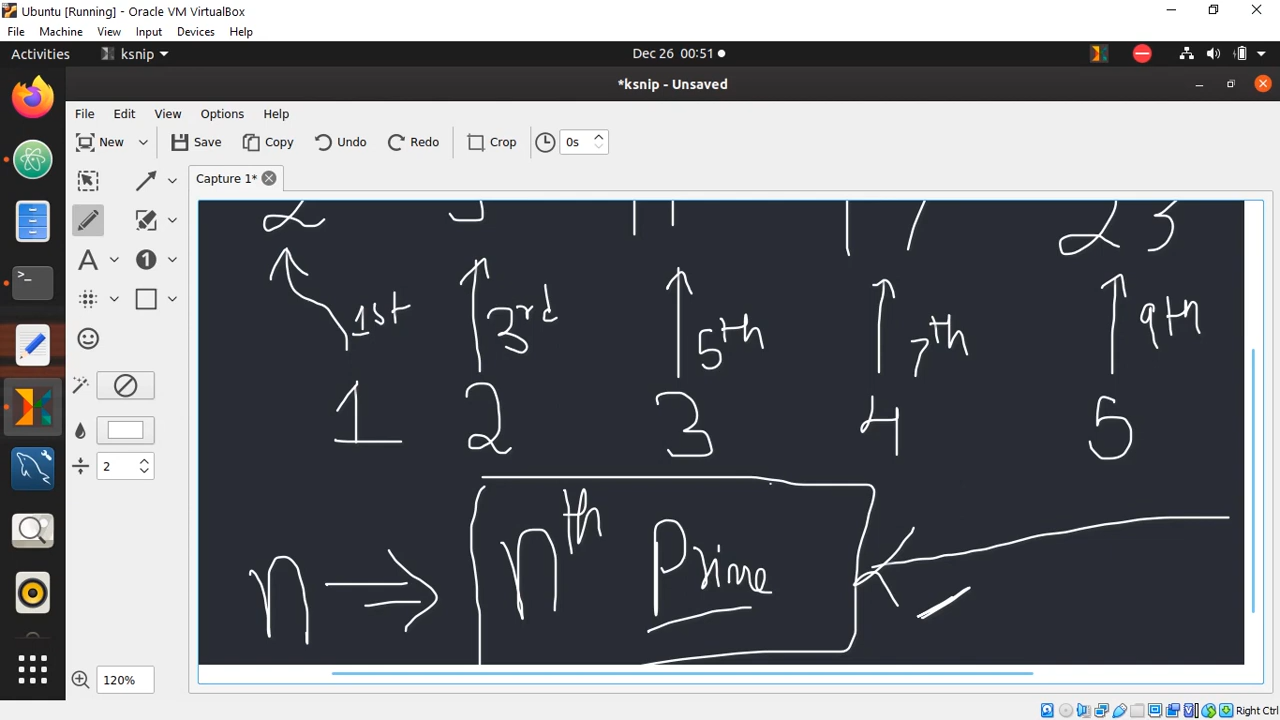 Ubuntu [Running] - Oracle VM VirtualBox
File Machine View Input Devices Help
Activities ksnip Dec 26 00:51
*ksnip - Unsaved
File Edit View Options Help
New Save Copy Undo Redo Crop 0s
Capture 1*
2 5 11 17 23
1st 3rd 5th 7th 9th
1 2 3 4 5
n ⇒ nth Prime
2
120%
Right Ctrl